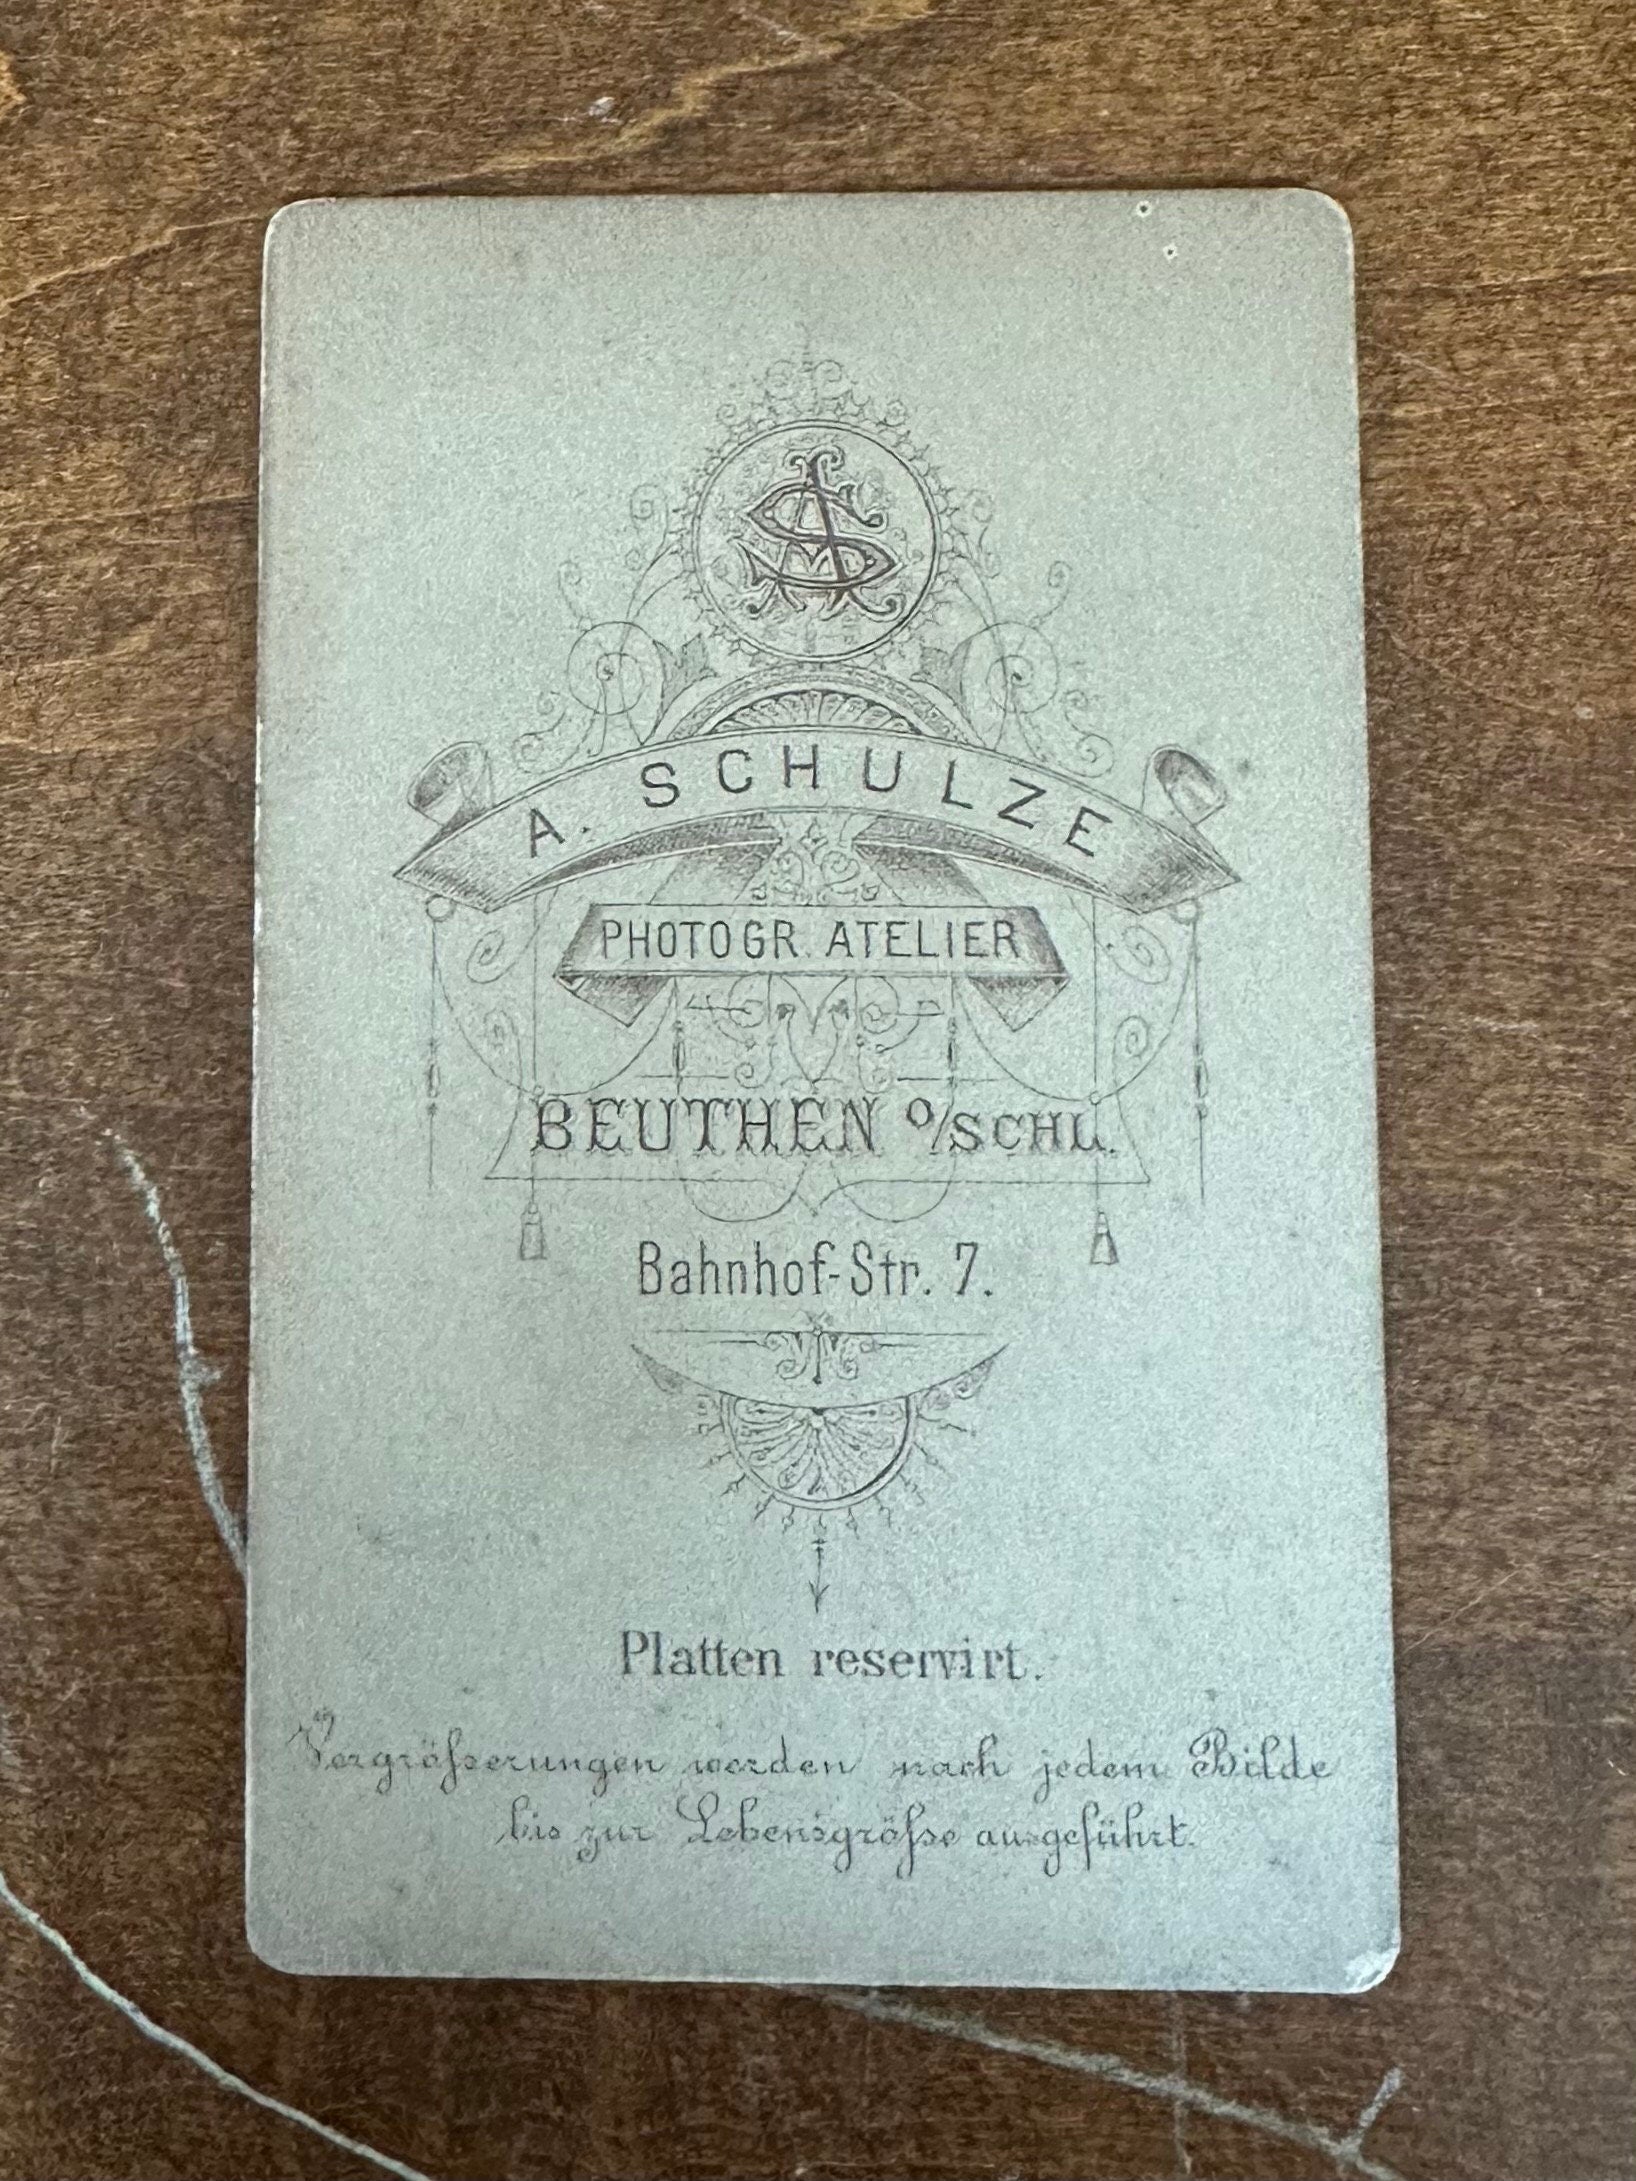 AS
A. SCHULZE
PHOTOGR. ATELIER
BEUTHEN O/SCHL.
Bahnhof-Str. 7.
Platten reservirt.
Vergröſserungen werden nach jedem Bilde
bis zur Lebensgröſse ausgeführt.